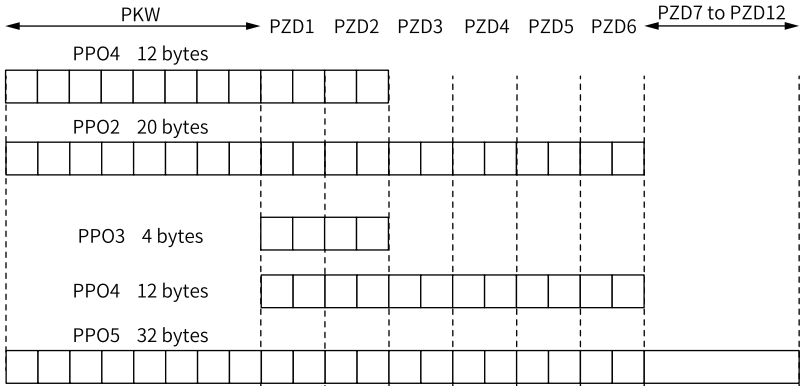 PKW PZD1 PZD2 PZD3 PZD4 PZD5 PZD6 PZD7 to PZD12
PPO4 12 bytes
PPO2 20 bytes
PPO3 4 bytes
PPO4 12 bytes
PPO5 32 bytes